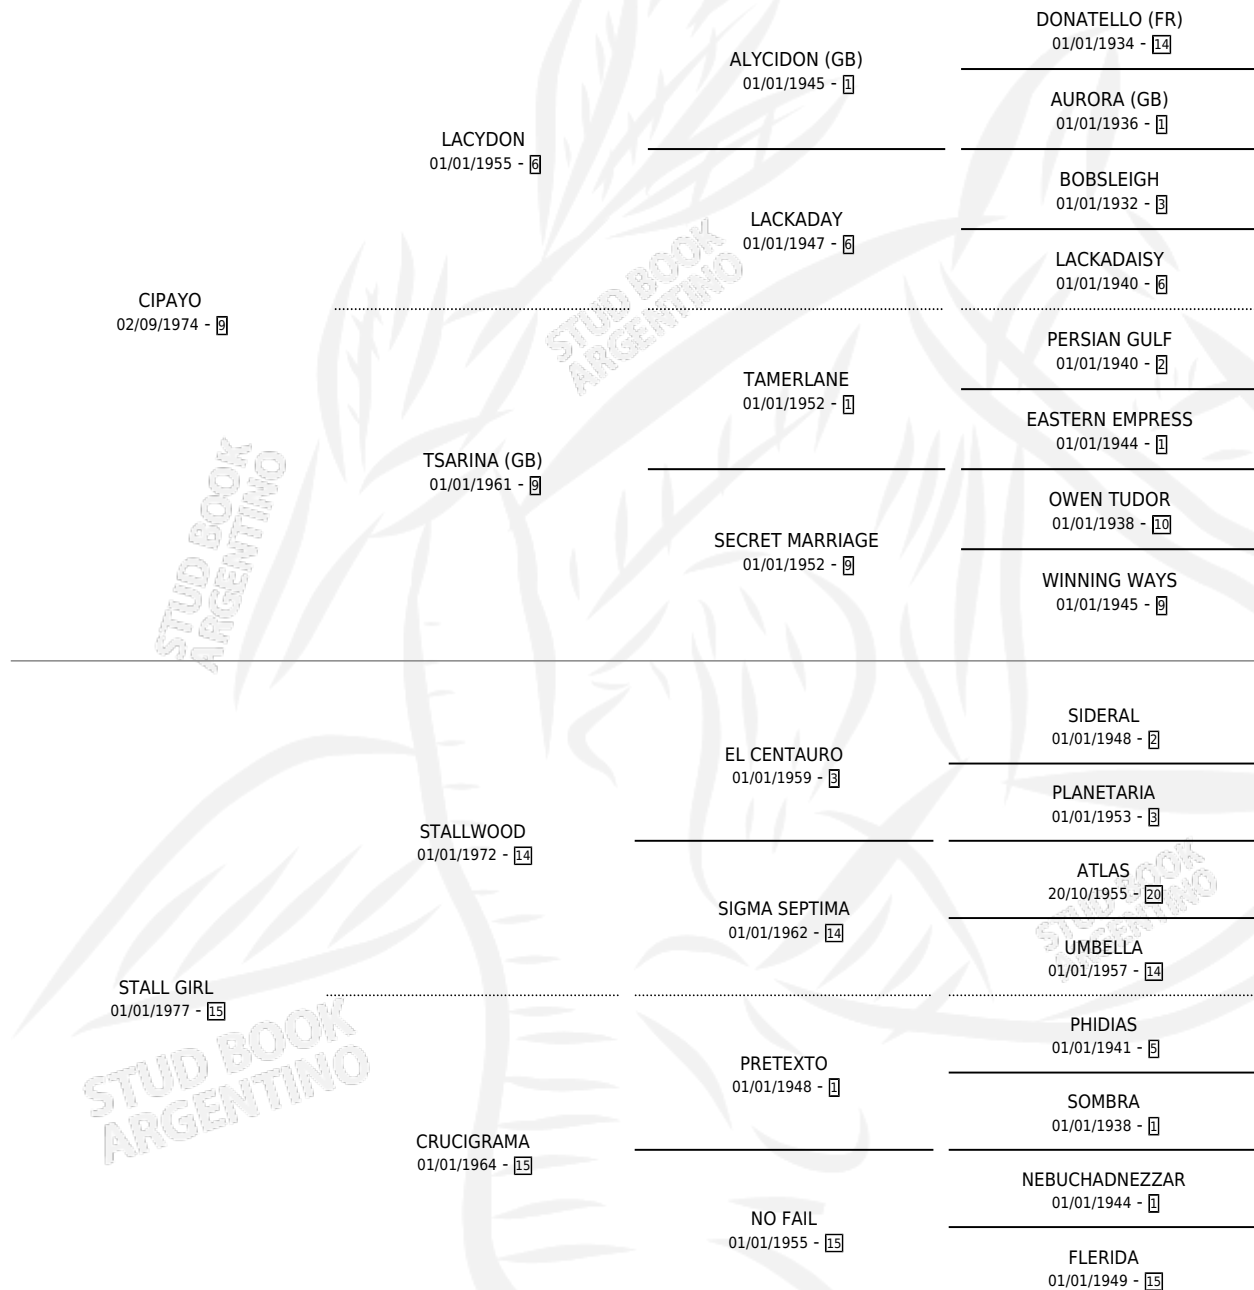 DONATELLO (FR)
01/01/1934 - 14
ALYCIDON (GB)
01/01/1945 - 1
AURORA (GB)
01/01/1936 - 1
LACYDON
01/01/1955 - 6
BOBSLEIGH
01/01/1932 - 3
LACKADAY
01/01/1947 - 6
LACKADAISY
01/01/1940 - 6
CIPAYO
02/09/1974 - 9
PERSIAN GULF
01/01/1940 - 2
TAMERLANE
01/01/1952 - 1
EASTERN EMPRESS
01/01/1944 - 1
TSARINA (GB)
01/01/1961 - 9
OWEN TUDOR
01/01/1938 - 10
SECRET MARRIAGE
01/01/1952 - 9
WINNING WAYS
01/01/1945 - 9
SIDERAL
01/01/1948 - 2
EL CENTAURO
01/01/1959 - 3
PLANETARIA
01/01/1953 - 3
STALLWOOD
01/01/1972 - 14
ATLAS
20/10/1955 - 20
SIGMA SEPTIMA
01/01/1962 - 14
UMBELLA
01/01/1957 - 14
STALL GIRL
01/01/1977 - 15
PHIDIAS
01/01/1941 - 5
PRETEXTO
01/01/1948 - 1
SOMBRA
01/01/1938 - 1
CRUCIGRAMA
01/01/1964 - 15
NEBUCHADNEZZAR
01/01/1944 - 1
NO FAIL
01/01/1955 - 15
FLERIDA
01/01/1949 - 15
STUD BOOK
ARGENTINO
STUD BOOK
ARGENTINO
STUD BOOK
ARGENTINO
STUD BOOK
ARGENTINO